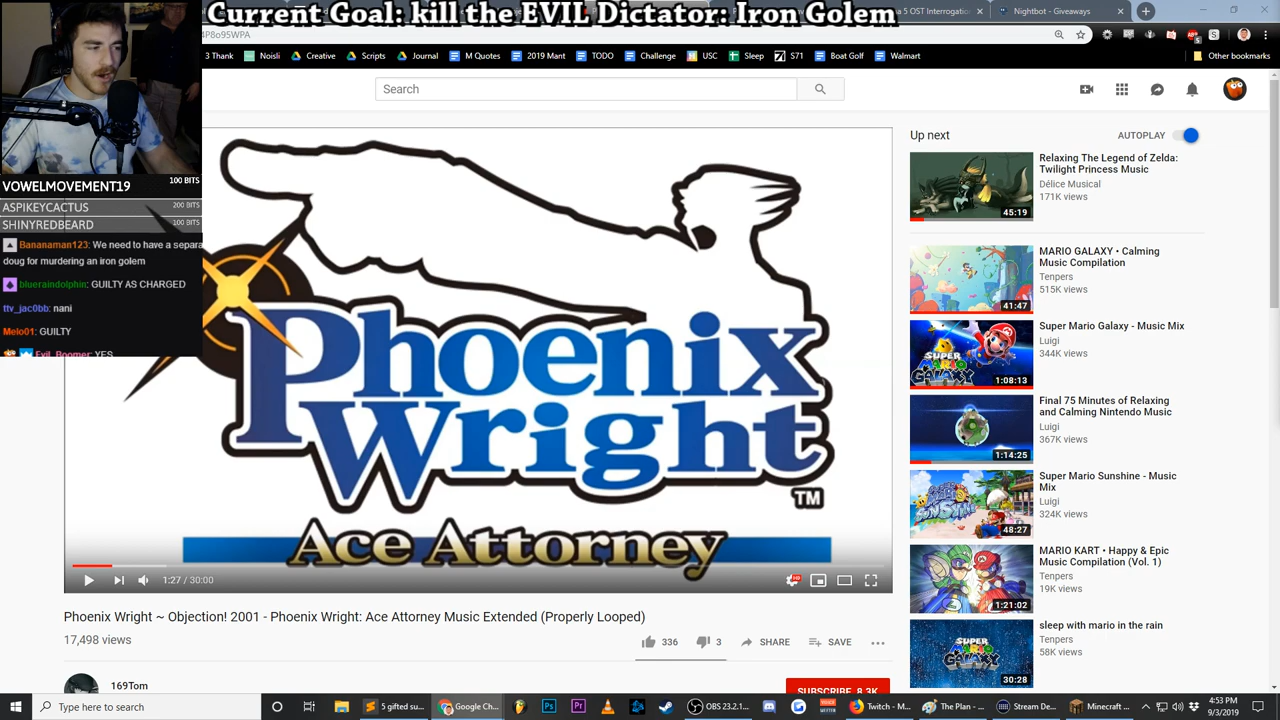 Current Goal: kill the EVIL Dictator: Iron Golem
a 5 OST Interrogatio
4P8o95WPA
3 Thank
Noisli
Creative
Scripts
Journal
M Quotes
2019 Mant
TODO
Challenge
USC
Sleep
S71
Boat Golf
Walmart
Other bookmarks
Search
VOWELMOVEMENT19
100 BITS
ASPIKEYCACTUS
200 BITS
SHINYREDBEARD
100 BITS
Bananaman123: We need to have a separa
doug for murdering an iron golem
blueraindolphin: GUILTY AS CHARGED
ttv_jac0bb: nani
Melo01: GUILTY
Evil_Boomer: YES
Phoenix
Wright
TM
Ace Attorney
1:27 / 30:00
HD
Phoenix Wright ~ Objection! 2001 - Phoenix Wright: Ace Attorney Music Extended (Properly Looped)
17,498 views
336
3
SHARE
SAVE
169Tom
SUBSCRIBE 8.3K
Up next
AUTOPLAY
Relaxing The Legend of Zelda:
Twilight Princess Music
Délice Musical
171K views
45:19
MARIO GALAXY • Calming
Music Compilation
Tenpers
515K views
41:47
Super Mario Galaxy - Music Mix
Luigi
344K views
SUPER MARIO GALAXY
1:08:13
Final 75 Minutes of Relaxing
and Calming Nintendo Music
Luigi
367K views
1:14:25
Super Mario Sunshine - Music
Mix
Luigi
324K views
48:27
MARIO KART • Happy & Epic
Music Compilation (Vol. 1)
Tenpers
19K views
1:21:02
sleep with mario in the rain
Tenpers
58K views
30:28
Type here to search
5 gifted su...
Google Ch...
OBS 23.2.1...
Twitch - M...
The Plan - ...
Stream De...
Minecraft ...
4:53 PM
9/3/2019